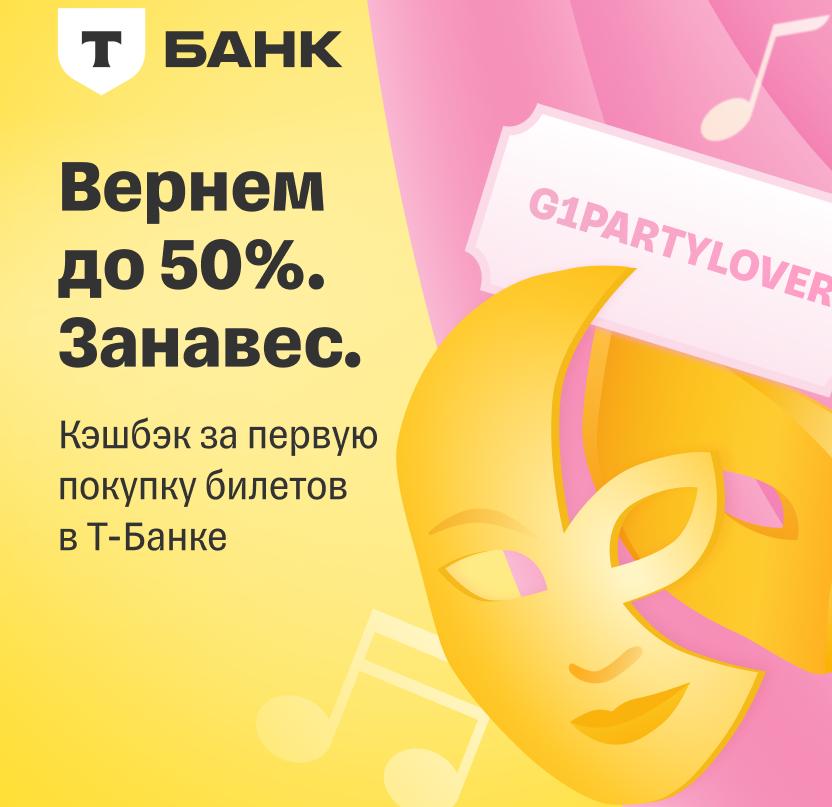 Т БАНК
Вернем
до 50%.
Занавес.
Кэшбэк за первую
покупку билетов
в Т-Банке
G1PARTYLOVER